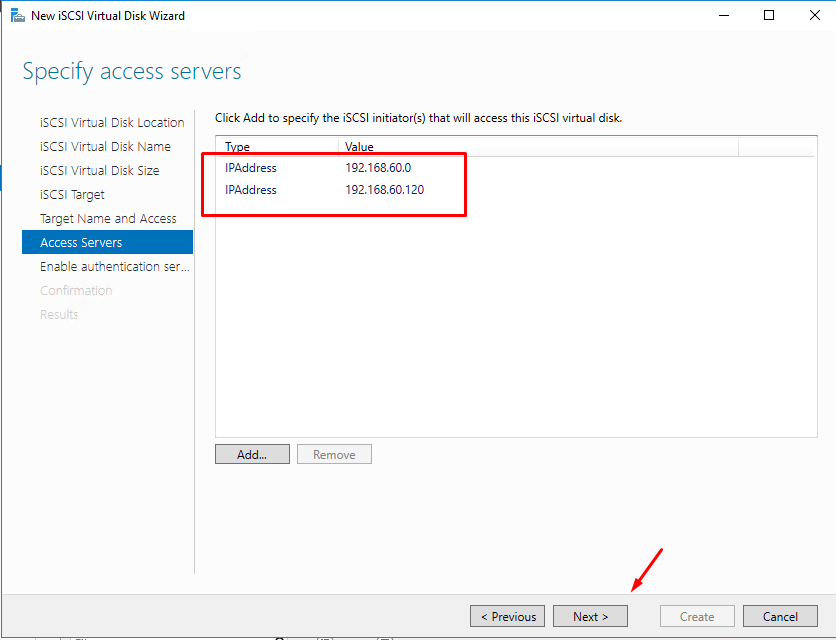 New iSCSI Virtual Disk Wizard
Specify access servers
iSCSI Virtual Disk Location
iSCSI Virtual Disk Name
iSCSI Virtual Disk Size
iSCSI Target
Target Name and Access
Access Servers
Enable authentication ser...
Confirmation
Results
Click Add to specify the iSCSI initiator(s) that will access this iSCSI virtual disk.
Type Value
IPAddress 192.168.60.0
IPAddress 192.168.60.120
Add... Remove
< Previous Next > Create Cancel